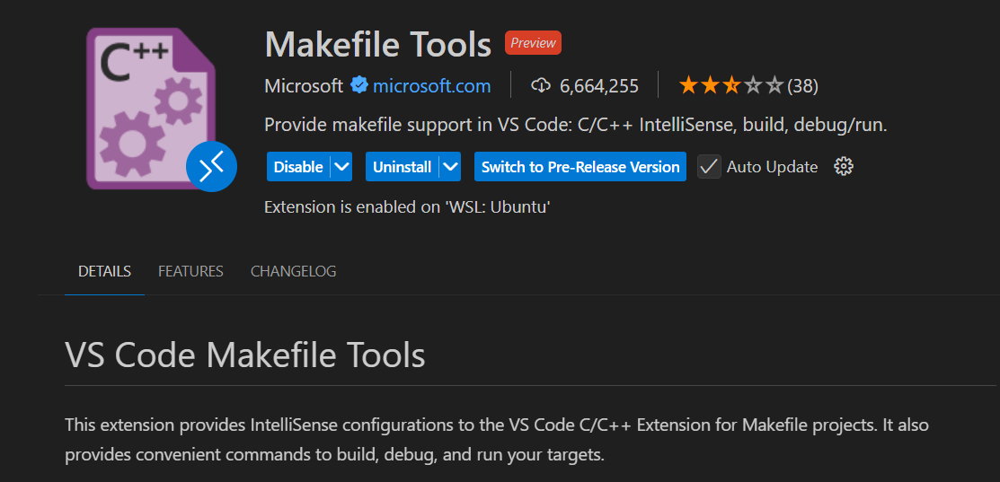 C++
Makefile Tools Preview
Microsoft microsoft.com 6,664,255 (38)
Provide makefile support in VS Code: C/C++ IntelliSense, build, debug/run.
Disable Uninstall Switch to Pre-Release Version Auto Update
Extension is enabled on 'WSL: Ubuntu'
DETAILS FEATURES CHANGELOG
VS Code Makefile Tools
This extension provides IntelliSense configurations to the VS Code C/C++ Extension for Makefile projects. It also
provides convenient commands to build, debug, and run your targets.